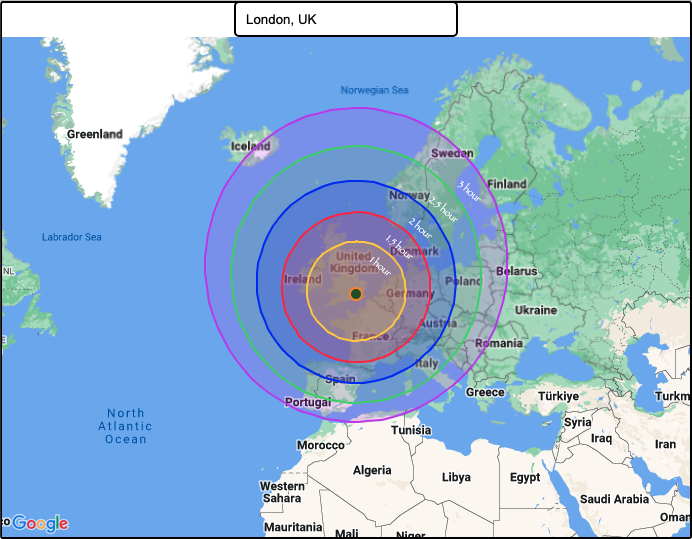 London, UK
Norwegian Sea
Greenland
Iceland
Sweden
Finland
3 hour
Norway
2.5 hour
2 hour
Labrador Sea
1.5 hour
Denmark
United
Kingdom
1 hour
NL
Ireland
Belarus
Poland
Germany
Ukraine
Austria
France
Romania
Italy
Spain
Greece
Türkiye
Turkm
Portugal
North
Atlantic
Ocean
Syria
Tunisia
Iraq
Iran
Morocco
Algeria
Libya
Egypt
Western
Sahara
Saudi Arabia
Oman
co Google
Mauritania
Mali
Niger